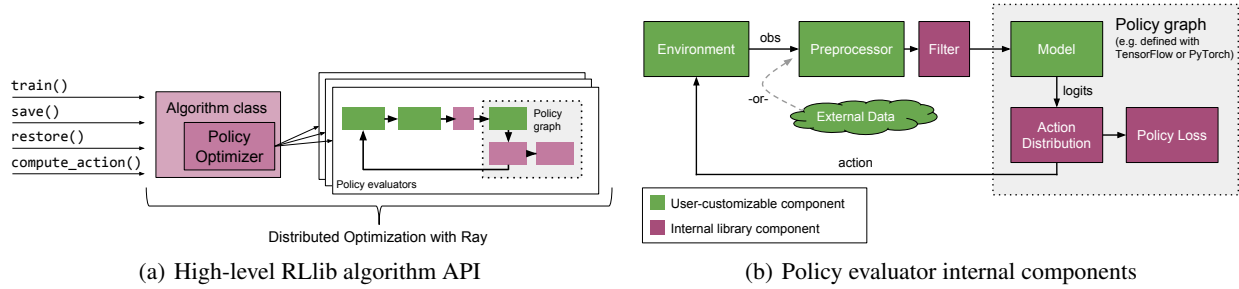 train()
save()
restore()
compute_action()
Algorithm class
Policy
Optimizer
Policy
graph
Policy evaluators
Distributed Optimization with Ray
(a) High-level RLlib algorithm API
Environment
obs
Preprocessor
Filter
Model
Policy graph
(e.g. defined with
TensorFlow or PyTorch)
logits
-or-
External Data
Action
Distribution
Policy Loss
action
User-customizable component
Internal library component
(b) Policy evaluator internal components